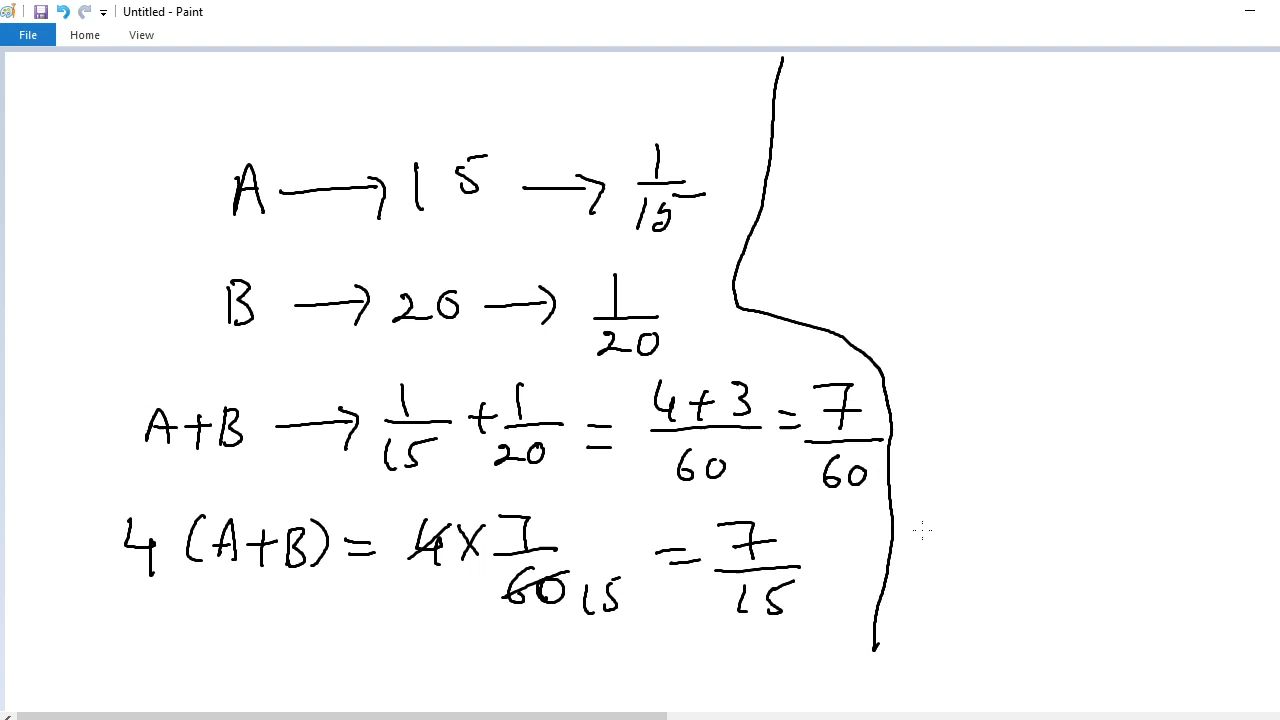 Untitled - Paint
File Home View
A → 15 → 1/15
B → 20 → 1/20
A+B → 1/15 + 1/20 = 4+3/60 = 7/60
4 (A+B) = 4 × 7/60 15 = 7/15